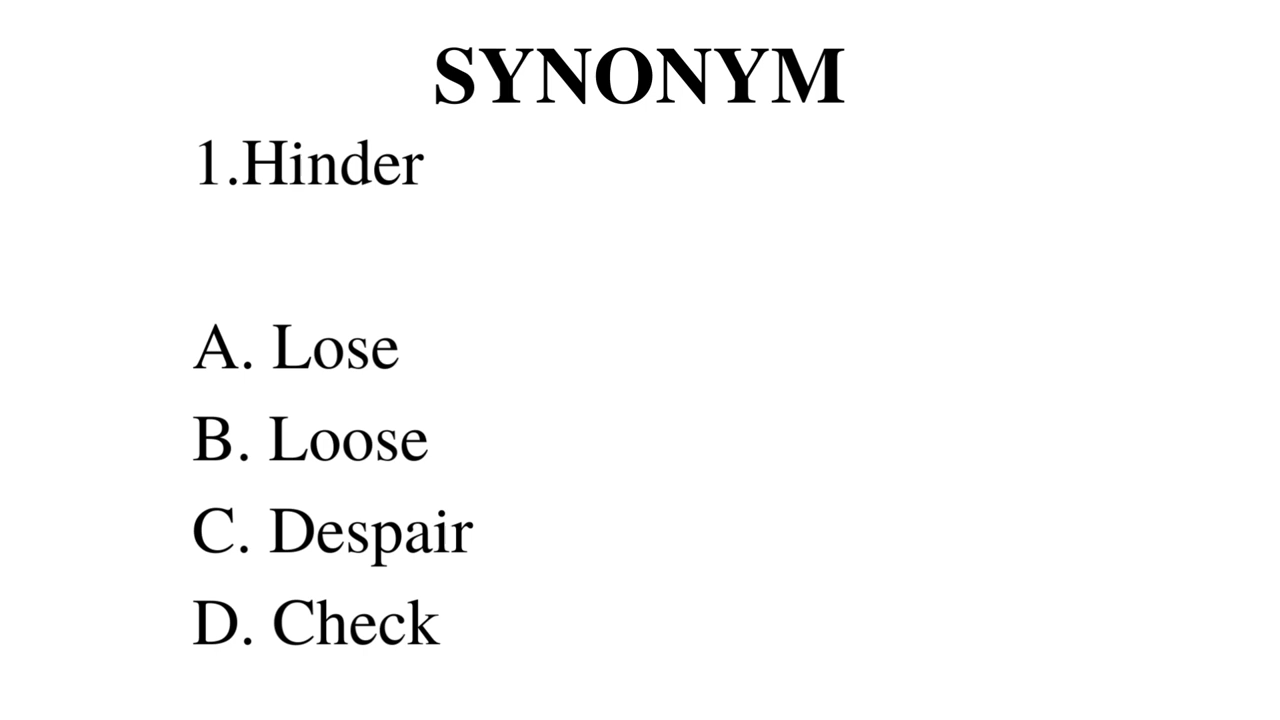 SYNONYM
1.Hinder
A. Lose
B. Loose
C. Despair
D. Check